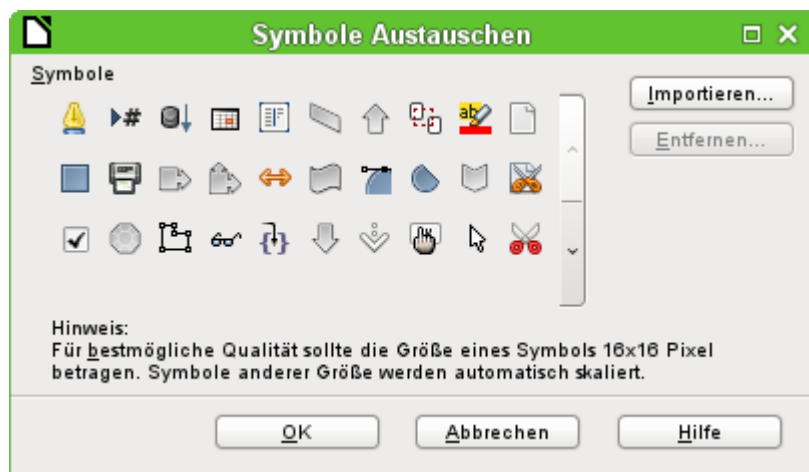 Symbole Austauschen
Symbole
Importieren...
Entfernen...
Hinweis:
Für bestmögliche Qualität sollte die Größe eines Symbols 16x16 Pixel
betragen. Symbole anderer Größe werden automatisch skaliert.
OK
Abbrechen
Hilfe